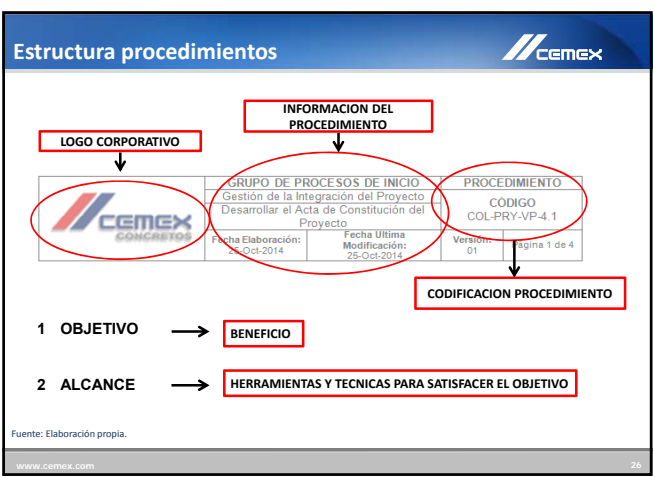 Estructura procedimientos
CEMEX
INFORMACION DEL
PROCEDIMIENTO
LOGO CORPORATIVO
GRUPO DE PROCESOS DE INICIO
PROCEDIMIENTO
Gestión de la Integración del Proyecto
Desarrollar el Acta de Constitución del
Proyecto
CÓDIGO
COL-PRY-VP-4.1
CEMEX
CONCRETOS
Fecha Elaboración:
25-Oct-2014
Fecha Ultima
Modificación:
25-Oct-2014
Versión:
01
Página 1 de 4
CODIFICACION PROCEDIMIENTO
1 OBJETIVO
BENEFICIO
2 ALCANCE
HERRAMIENTAS Y TECNICAS PARA SATISFACER EL OBJETIVO
Fuente: Elaboración propia.
www.cemex.com
26